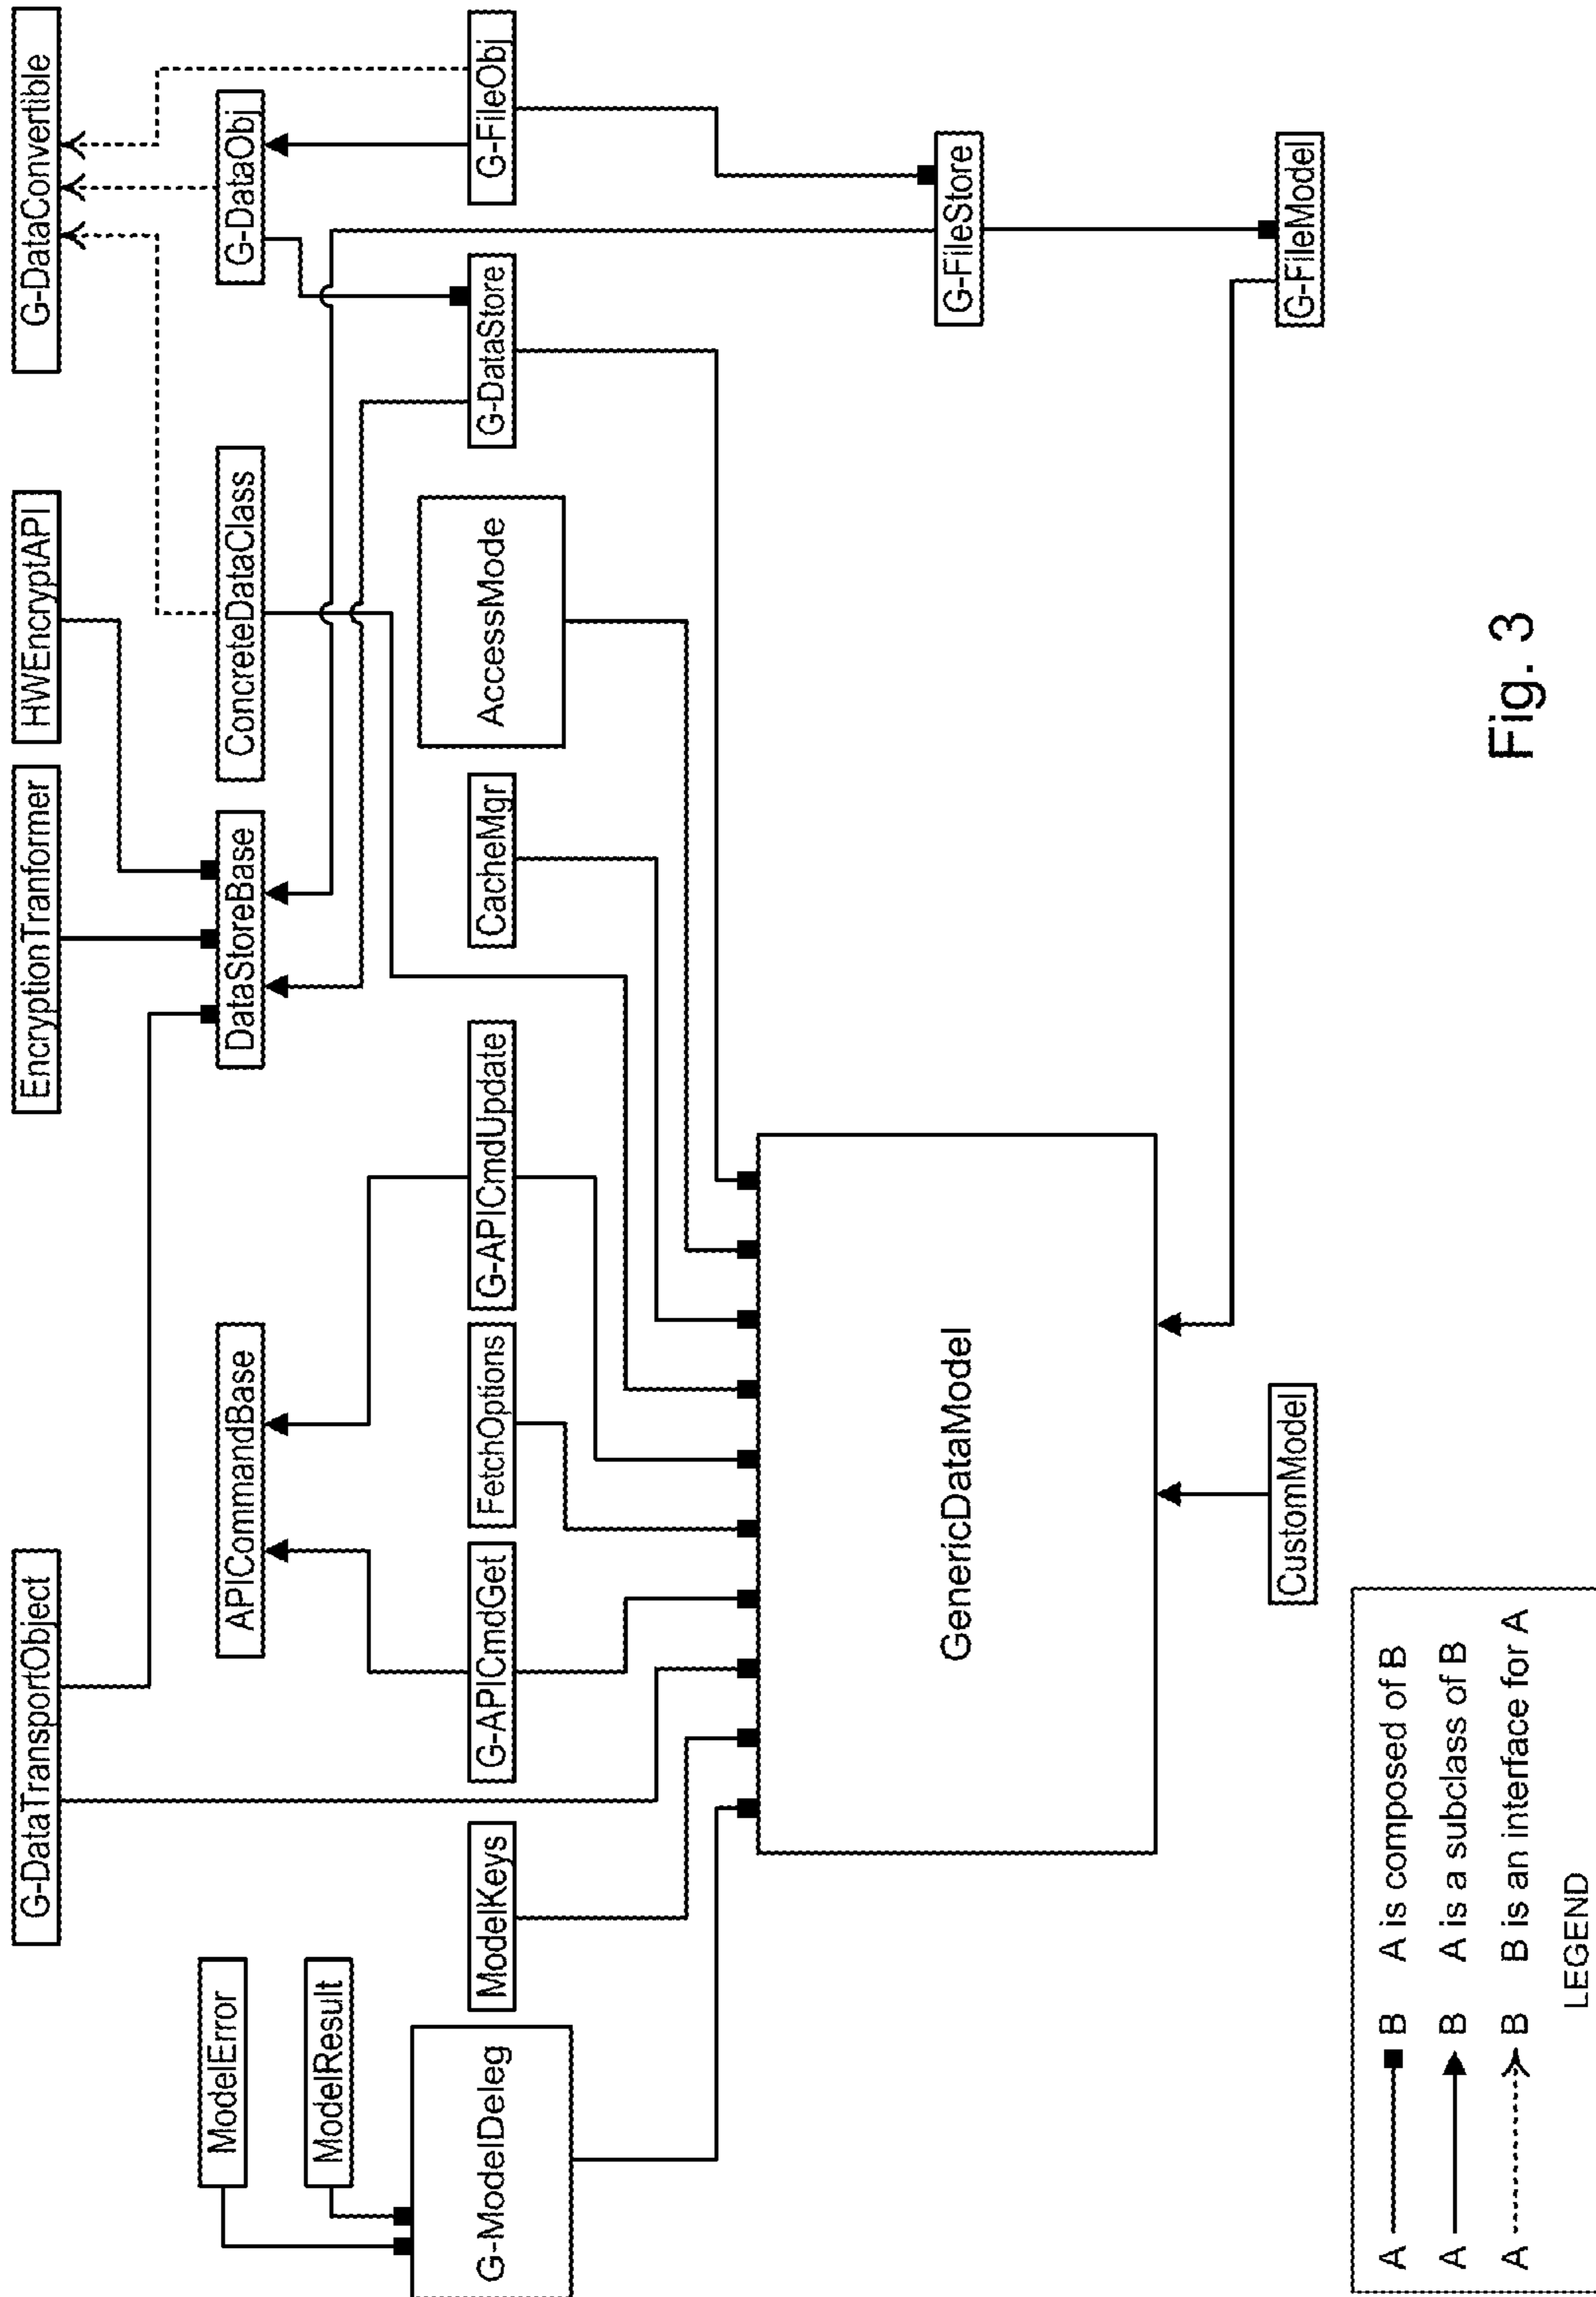 G-DataTransportObject
EncryptionTranformer
HWEncryptAPI
G-DataConvertible
ModelError
ModelResult
APICommandBase
DataStoreBase
ConcreteDataClass
G-DataObj
G-ModelDeleg
ModelKeys
G-APICmdGet
FetchOptions
G-APICmdUpdate
CacheMgr
AccessMode
G-DataStore
G-FileObj
GenericDataModel
G-FileStore
CustomModel
G-FileModel
A B A is composed of B
A B A is a subclass of B
A B B is an interface for A
LEGEND
Fig. 3